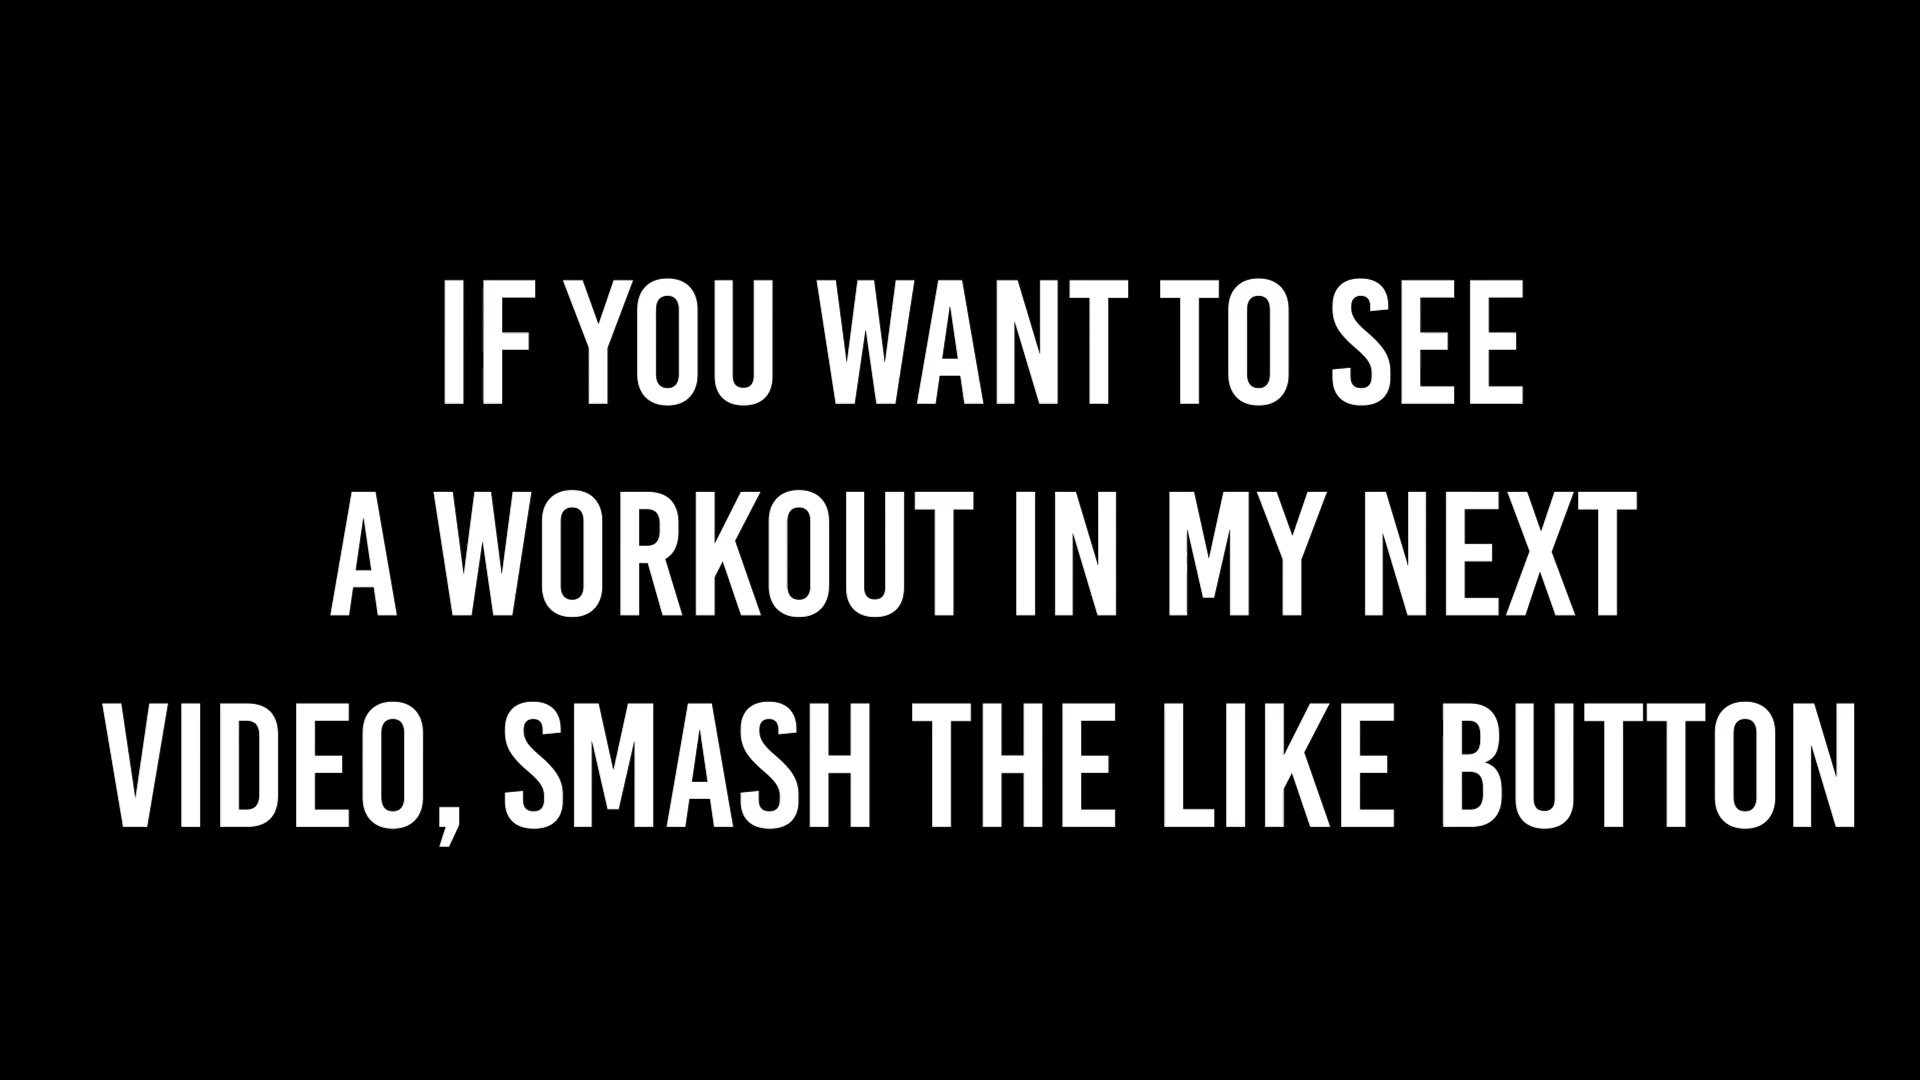 IF YOU WANT TO SEE
A WORKOUT IN MY NEXT
VIDEO, SMASH THE LIKE BUTTON